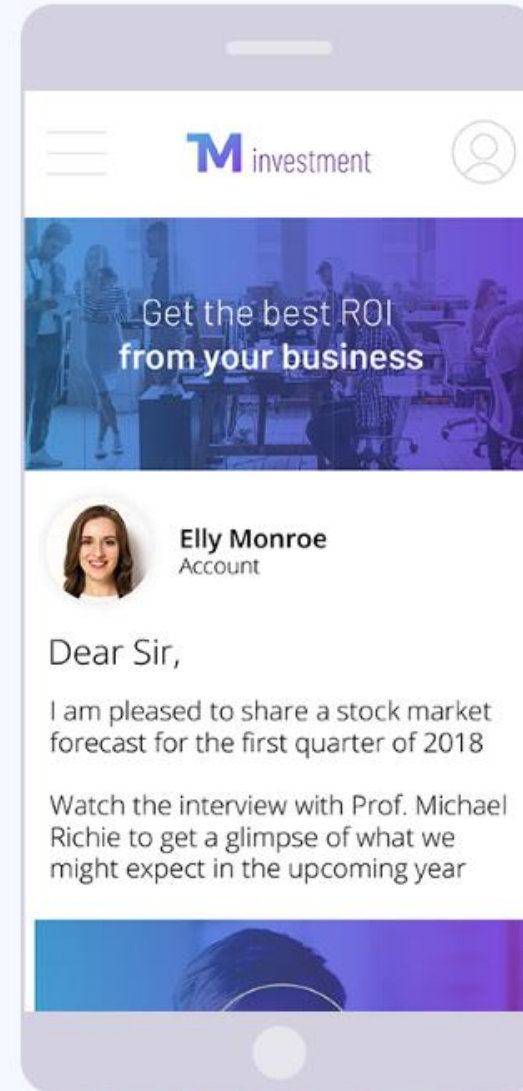 TM investment
Get the best ROI
from your business
Elly Monroe
Account
Dear Sir,
I am pleased to share a stock market
forecast for the first quarter of 2018
Watch the interview with Prof. Michael
Richie to get a glimpse of what we
might expect in the upcoming year